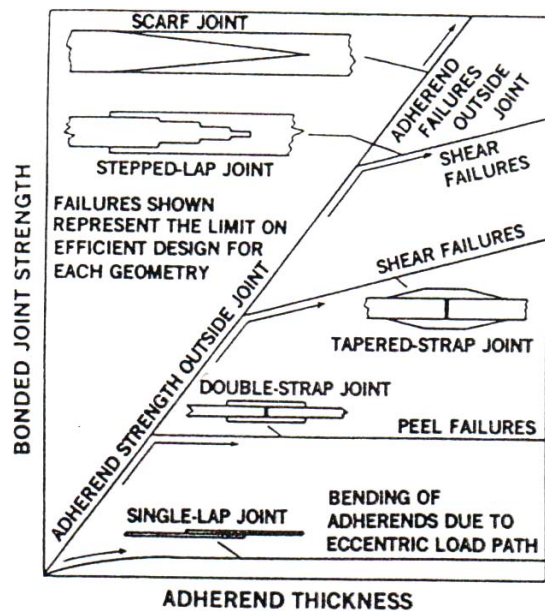 SCARF JOINT
ADHEREND
FAILURES
OUTSIDE
JOINT
STEPPED-LAP JOINT
SHEAR
FAILURES
FAILURES SHOWN
REPRESENT THE LIMIT ON
EFFICIENT DESIGN FOR
EACH GEOMETRY
SHEAR FAILURES
TAPERED-STRAP JOINT
ADHEREND STRENGTH OUTSIDE JOINT
DOUBLE-STRAP JOINT
PEEL FAILURES
SINGLE-LAP JOINT
BENDING OF
ADHERENDS DUE TO
ECCENTRIC LOAD PATH
BONDED JOINT STRENGTH
ADHEREND THICKNESS